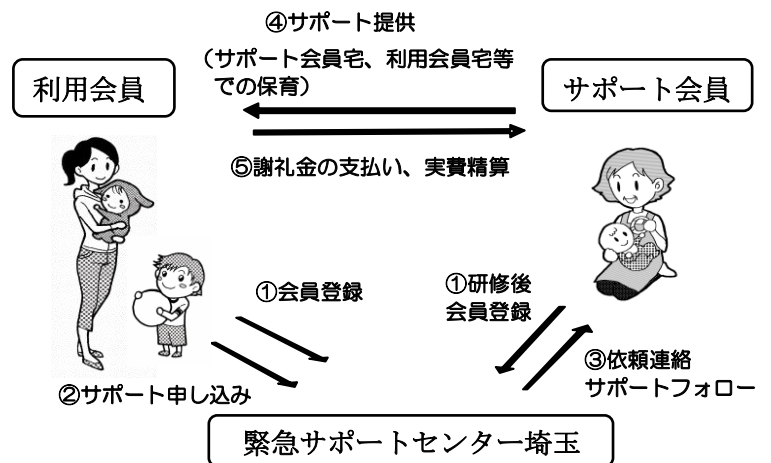 ④サポート提供
(サポート会員宅、利用会員宅等
での保育)
利用会員
サポート会員
⑤謝礼金の支払い、実費精算
①会員登録
①研修後
会員登録
②サポート申し込み
③依頼連絡
サポートフォロー
緊急サポートセンター埼玉